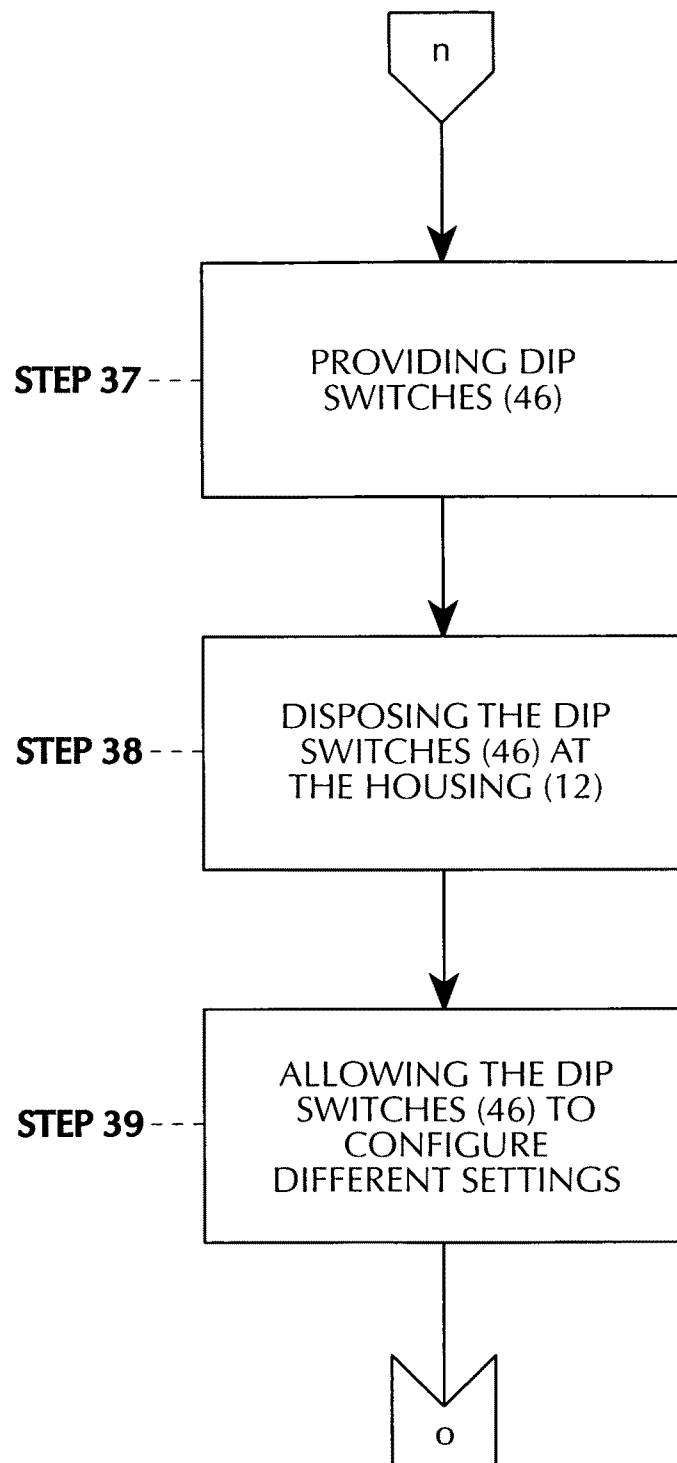 n
STEP 37
PROVIDING DIP
SWITCHES (46)
STEP 38
DISPOSING THE DIP
SWITCHES (46) AT
THE HOUSING (12)
STEP 39
ALLOWING THE DIP
SWITCHES (46) TO
CONFIGURE
DIFFERENT SETTINGS
o